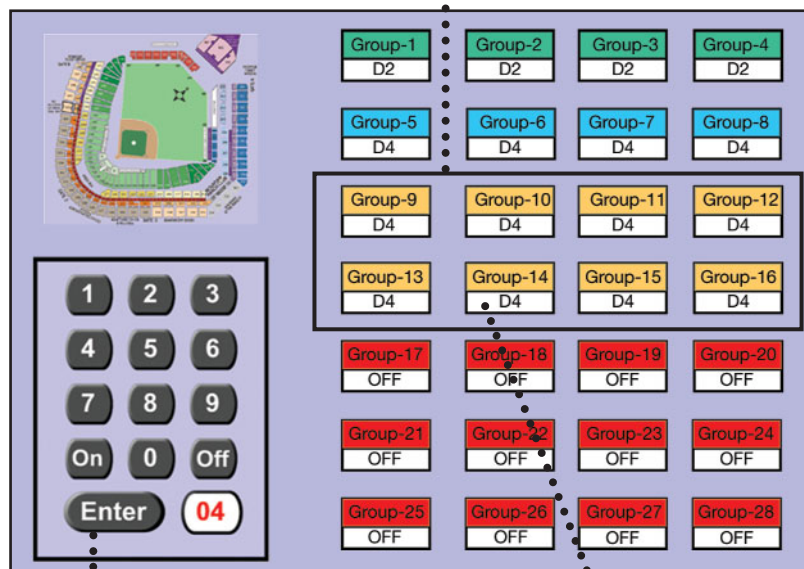 Group-1 Group-2 Group-3 Group-4
D2 D2 D2 D2
Group-5 Group-6 Group-7 Group-8
D4 D4 D4 D4
Group-9 Group-10 Group-11 Group-12
D4 D4 D4 D4
Group-13 Group-14 Group-15 Group-16
D4 D4 D4 D4
Group-17 Group-18 Group-19 Group-20
OFF OFF OFF OFF
Group-21 Group-22 Group-23 Group-24
OFF OFF OFF OFF
Group-25 Group-26 Group-27 Group-28
OFF OFF OFF OFF
1 2 3
4 5 6
7 8 9
On 0 Off
Enter 04